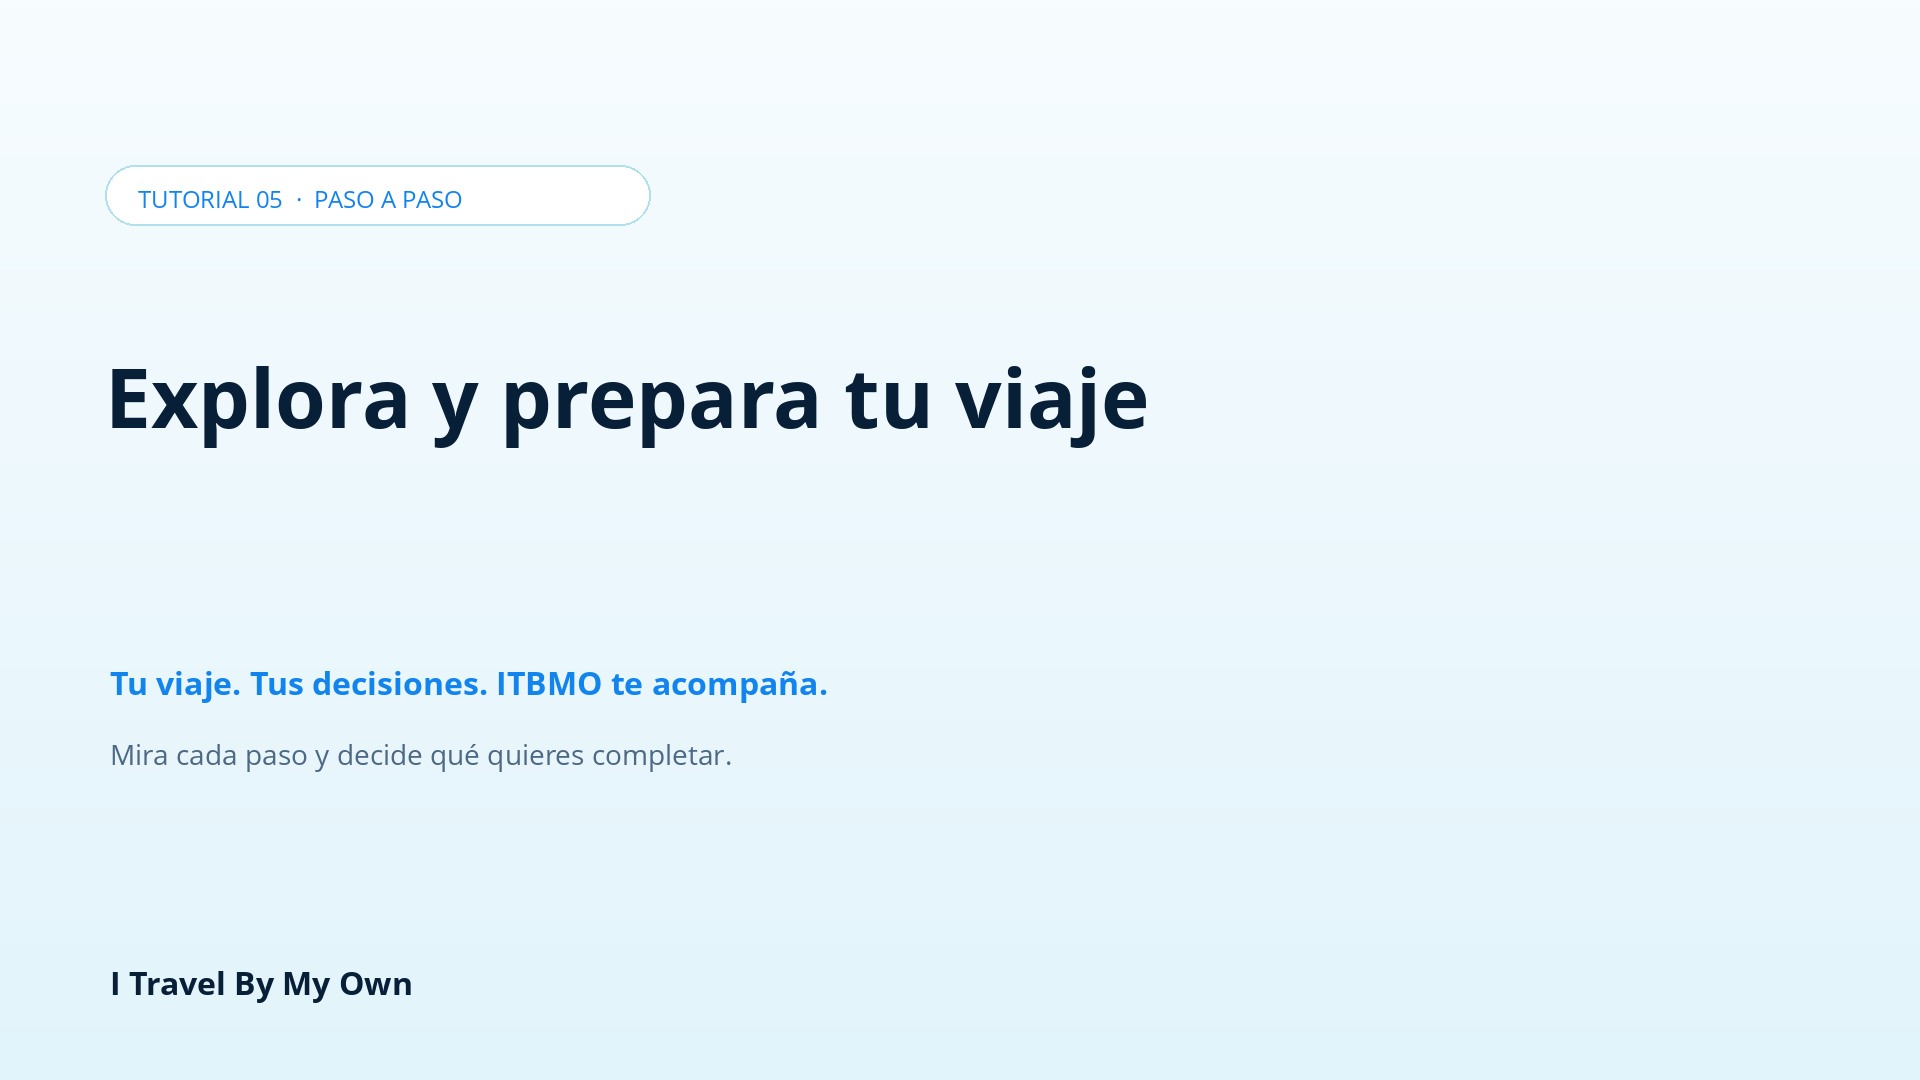 TUTORIAL 05 · PASO A PASO
Explora y prepara tu viaje
Tu viaje. Tus decisiones. ITBMO te acompaña.
Mira cada paso y decide qué quieres completar.
I Travel By My Own